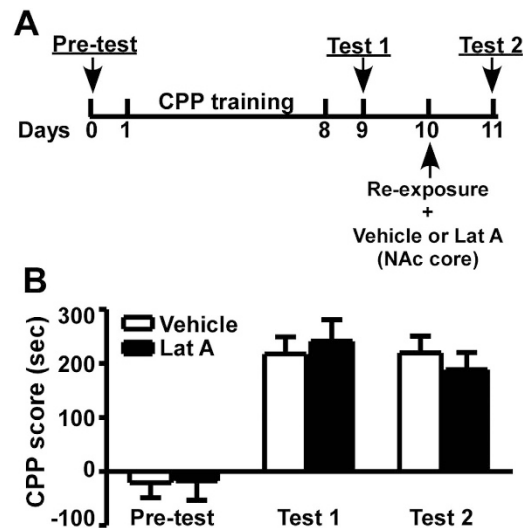 A
Pre-test Test 1 Test 2
CPP training
Days 0 1 8 9 10 11
Re-exposure
+
Vehicle or Lat A
(NAc core)
B
CPP score (sec)
300
200
100
0
-100
Vehicle
Lat A
Pre-test Test 1 Test 2